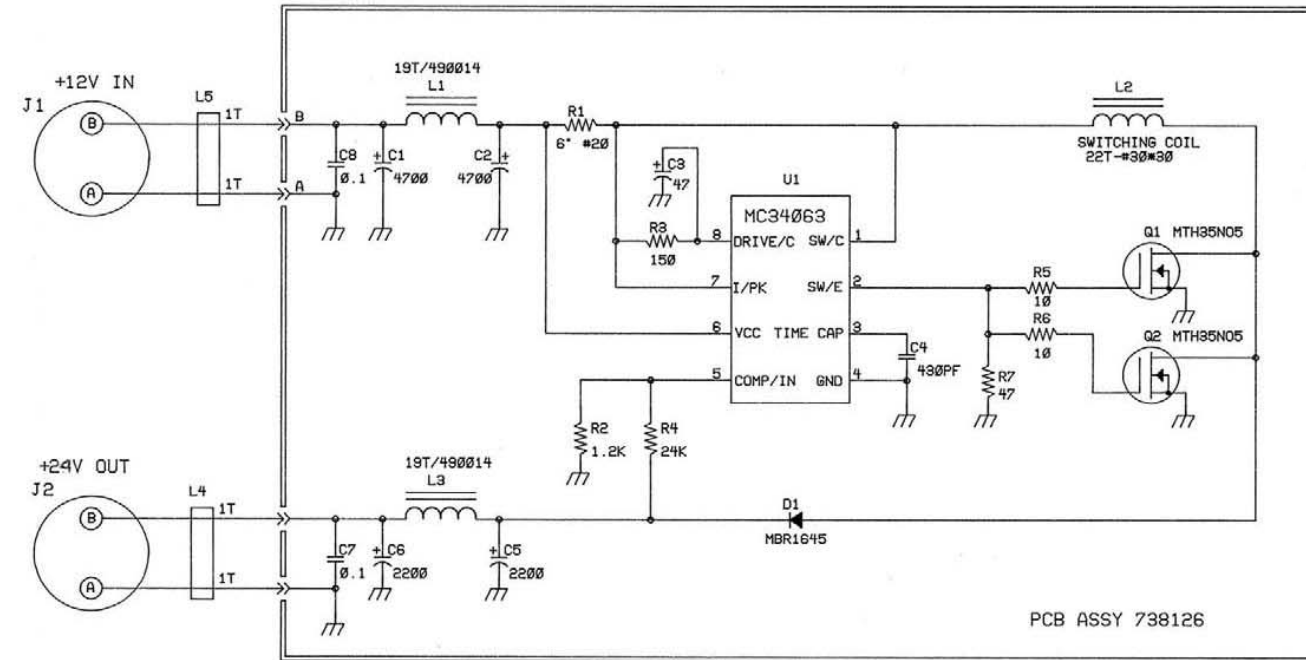 +12V IN
J1
B
A
L5
1T
1T
B
A
19T/490014
L1
C8
0.1
+
C1
4700
C2
+
4700
R1
6" #20
+
C3
47
R3
150
U1
MC34063
8
DRIVE/C
SW/C
1
7
I/PK
SW/E
2
6
VCC
TIME CAP
3
5
COMP/IN
GND
4
C4
430PF
L2
SWITCHING COIL
22T-#30*30
Q1 MTH35N05
R5
10
R6
10
Q2 MTH35N05
R7
47
R2
1.2K
R4
24K
+24V OUT
J2
B
A
L4
1T
1T
19T/490014
L3
C7
0.1
+
C6
2200
+
C5
2200
D1
MBR1645
PCB ASSY 738126